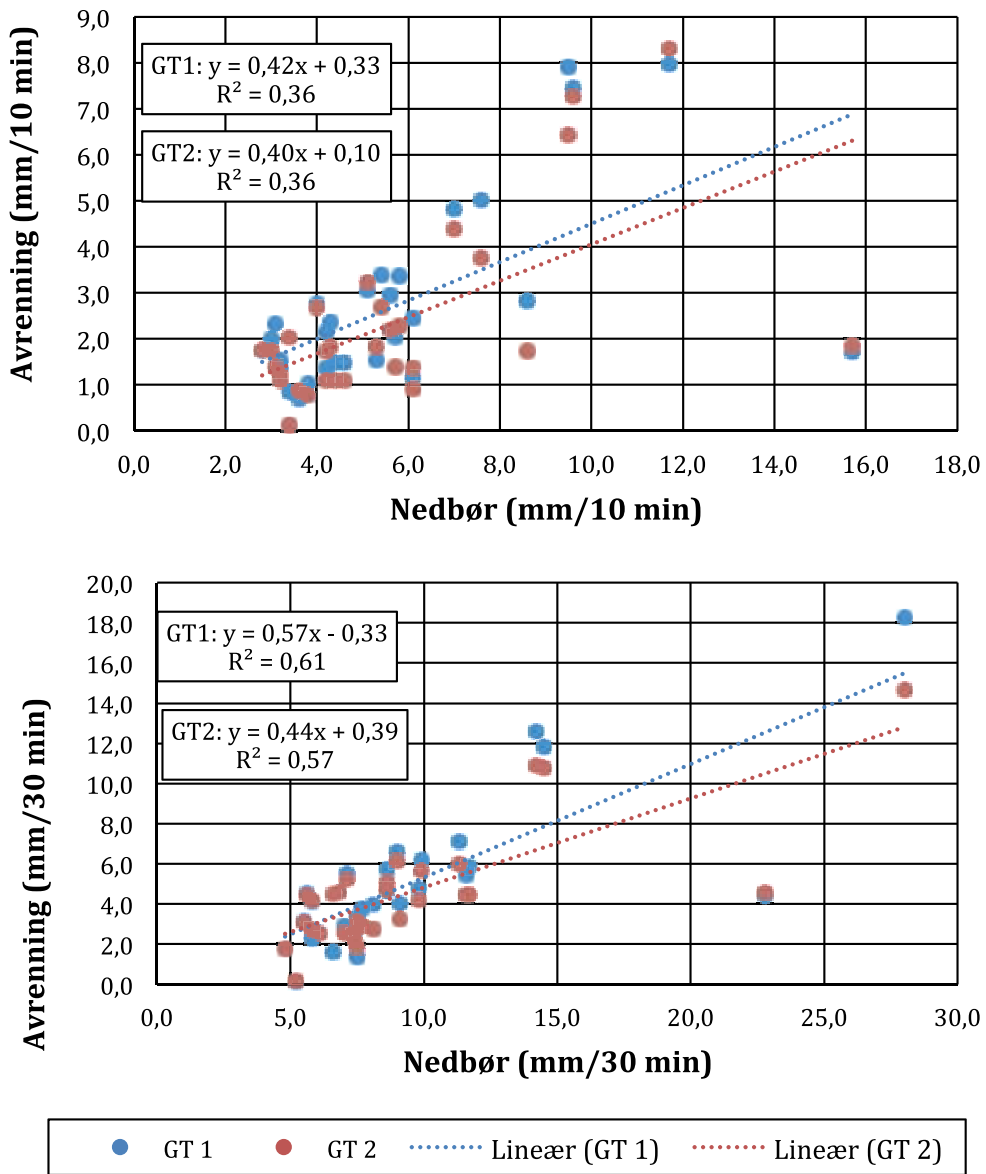 9,0
8,0
7,0
6,0
5,0
4,0
3,0
2,0
1,0
0,0
Avrenning (mm/10 min)
GT1: y = 0,42x + 0,33
R² = 0,36
GT2: y = 0,40x + 0,10
R² = 0,36
0,0 2,0 4,0 6,0 8,0 10,0 12,0 14,0 16,0 18,0
Nedbør (mm/10 min)
20,0
18,0
16,0
14,0
12,0
10,0
8,0
6,0
4,0
2,0
0,0
Avrenning (mm/30 min)
GT1: y = 0,57x - 0,33
R² = 0,61
GT2: y = 0,44x + 0,39
R² = 0,57
0,0 5,0 10,0 15,0 20,0 25,0 30,0
Nedbør (mm/30 min)
GT 1 GT 2 Lineær (GT 1) Lineær (GT 2)